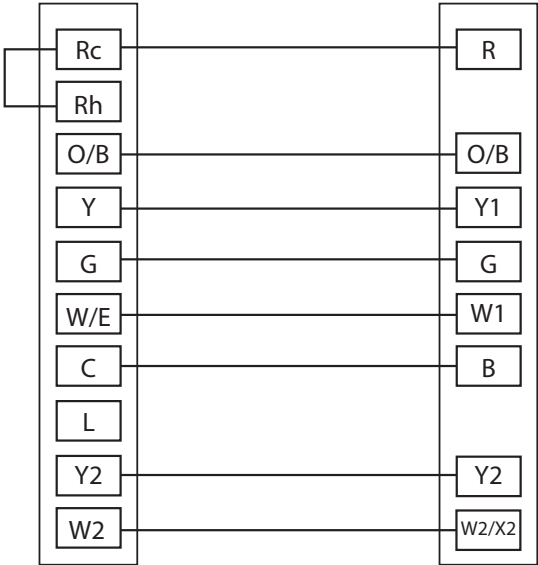 Rc R
Rh
O/B O/B
Y Y1
G G
W/E W1
C B
L
Y2 Y2
W2 W2/X2